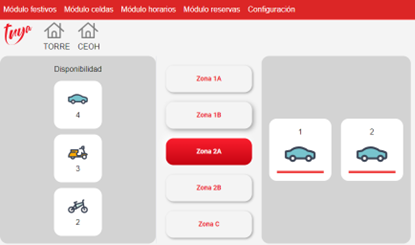 Módulo festivos Módulo celdas Módulo horarios Módulo reservas Configuración
tuya
TORRE CEOH
Disponibilidad
4
3
2
Zona 1A
Zona 1B
Zona 2A
Zona 2B
Zona C
1 2